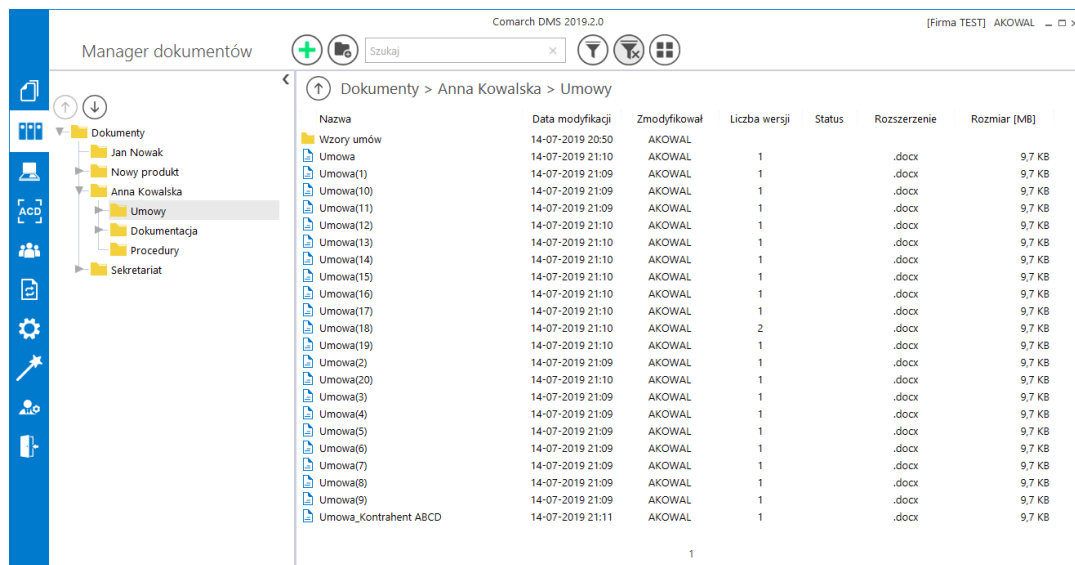 Comarch DMS 2019.2.0
[Firma TEST] AKOWAL
Manager dokumentów
Szukaj
Dokumenty > Anna Kowalska > Umowy
ACD
Dokumenty
Jan Nowak
Nowy produkt
Anna Kowalska
Umowy
Dokumentacja
Procedury
Sekretariat
Nazwa Data modyfikacji Zmodyfikował Liczba wersji Status Rozszerzenie Rozmiar [MB]
Wzory umów 14-07-2019 20:50 AKOWAL
Umowa 14-07-2019 21:10 AKOWAL 1 .docx 9,7 KB
Umowa(1) 14-07-2019 21:09 AKOWAL 1 .docx 9,7 KB
Umowa(10) 14-07-2019 21:09 AKOWAL 1 .docx 9,7 KB
Umowa(11) 14-07-2019 21:09 AKOWAL 1 .docx 9,7 KB
Umowa(12) 14-07-2019 21:10 AKOWAL 1 .docx 9,7 KB
Umowa(13) 14-07-2019 21:10 AKOWAL 1 .docx 9,7 KB
Umowa(14) 14-07-2019 21:10 AKOWAL 1 .docx 9,7 KB
Umowa(15) 14-07-2019 21:10 AKOWAL 1 .docx 9,7 KB
Umowa(16) 14-07-2019 21:10 AKOWAL 1 .docx 9,7 KB
Umowa(17) 14-07-2019 21:10 AKOWAL 1 .docx 9,7 KB
Umowa(18) 14-07-2019 21:10 AKOWAL 2 .docx 9,7 KB
Umowa(19) 14-07-2019 21:10 AKOWAL 1 .docx 9,7 KB
Umowa(2) 14-07-2019 21:09 AKOWAL 1 .docx 9,7 KB
Umowa(20) 14-07-2019 21:10 AKOWAL 1 .docx 9,7 KB
Umowa(3) 14-07-2019 21:09 AKOWAL 1 .docx 9,7 KB
Umowa(4) 14-07-2019 21:09 AKOWAL 1 .docx 9,7 KB
Umowa(5) 14-07-2019 21:09 AKOWAL 1 .docx 9,7 KB
Umowa(6) 14-07-2019 21:09 AKOWAL 1 .docx 9,7 KB
Umowa(7) 14-07-2019 21:09 AKOWAL 1 .docx 9,7 KB
Umowa(8) 14-07-2019 21:09 AKOWAL 1 .docx 9,7 KB
Umowa(9) 14-07-2019 21:09 AKOWAL 1 .docx 9,7 KB
Umowa_Kontrahent ABCD 14-07-2019 21:11 AKOWAL 1 .docx 9,7 KB
1